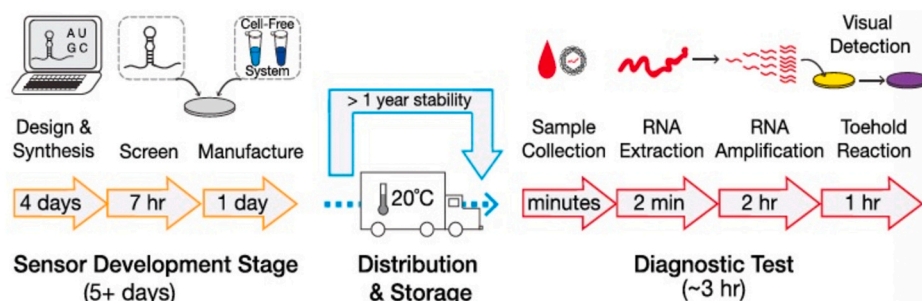 A U
G C
Cell-Free
System
Design &
Synthesis
Screen
Manufacture
4 days
7 hr
1 day
Sensor Development Stage
(5+ days)
> 1 year stability
20°C
Distribution
& Storage
Visual
Detection
Sample
Collection
RNA
Extraction
RNA
Amplification
Toehold
Reaction
minutes
2 min
2 hr
1 hr
Diagnostic Test
(~3 hr)